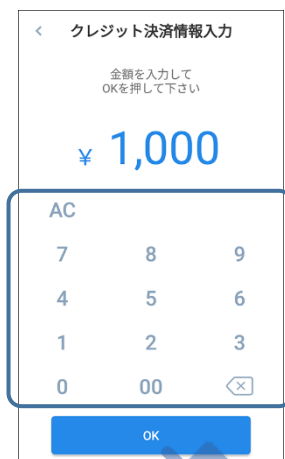 < クレジット決済情報入力
金額を入力して
OKを押して下さい
¥ 1,000
AC
7 8 9
4 5 6
1 2 3
0 00
OK